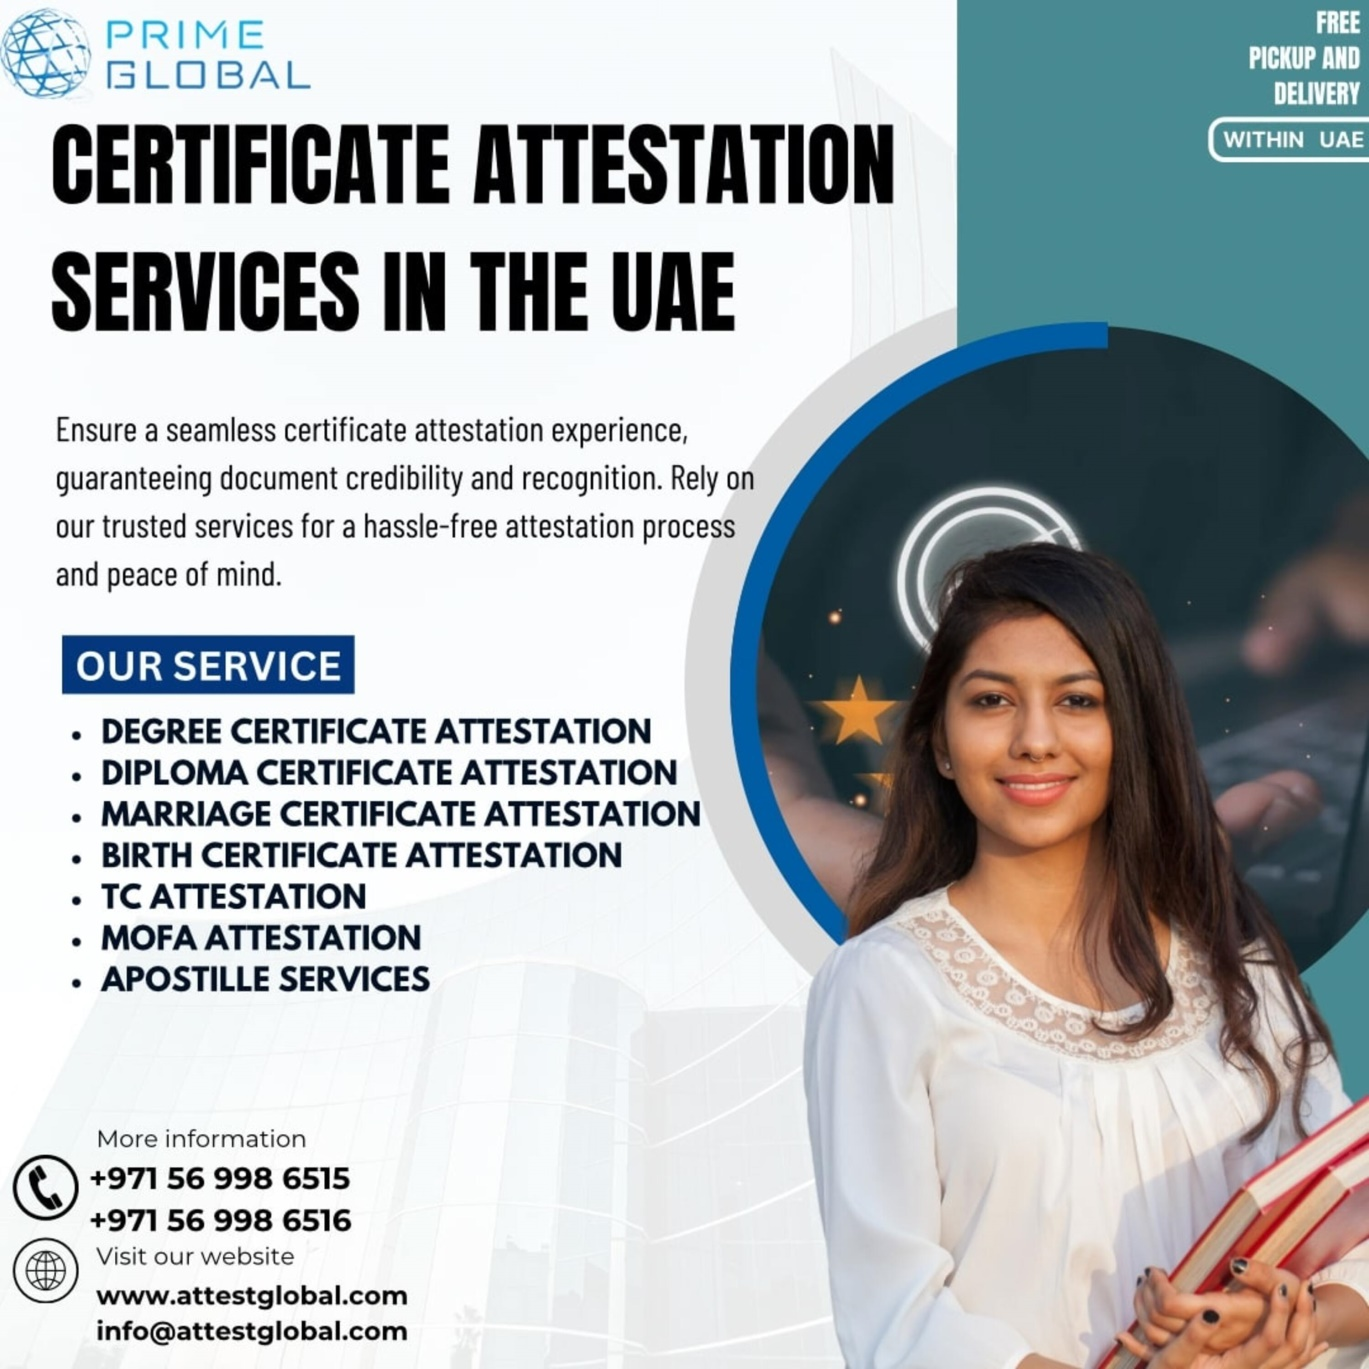 PRIME
GLOBAL
FREE
PICKUP AND
DELIVERY
WITHIN UAE
CERTIFICATE ATTESTATION
SERVICES IN THE UAE
Ensure a seamless certificate attestation experience,
guaranteeing document credibility and recognition. Rely on
our trusted services for a hassle-free attestation process
and peace of mind.
OUR SERVICE
• DEGREE CERTIFICATE ATTESTATION
• DIPLOMA CERTIFICATE ATTESTATION
• MARRIAGE CERTIFICATE ATTESTATION
• BIRTH CERTIFICATE ATTESTATION
• TC ATTESTATION
• MOFA ATTESTATION
• APOSTILLE SERVICES
More information
+971 56 998 6515
+971 56 998 6516
Visit our website
www.attestglobal.com
info@attestglobal.com